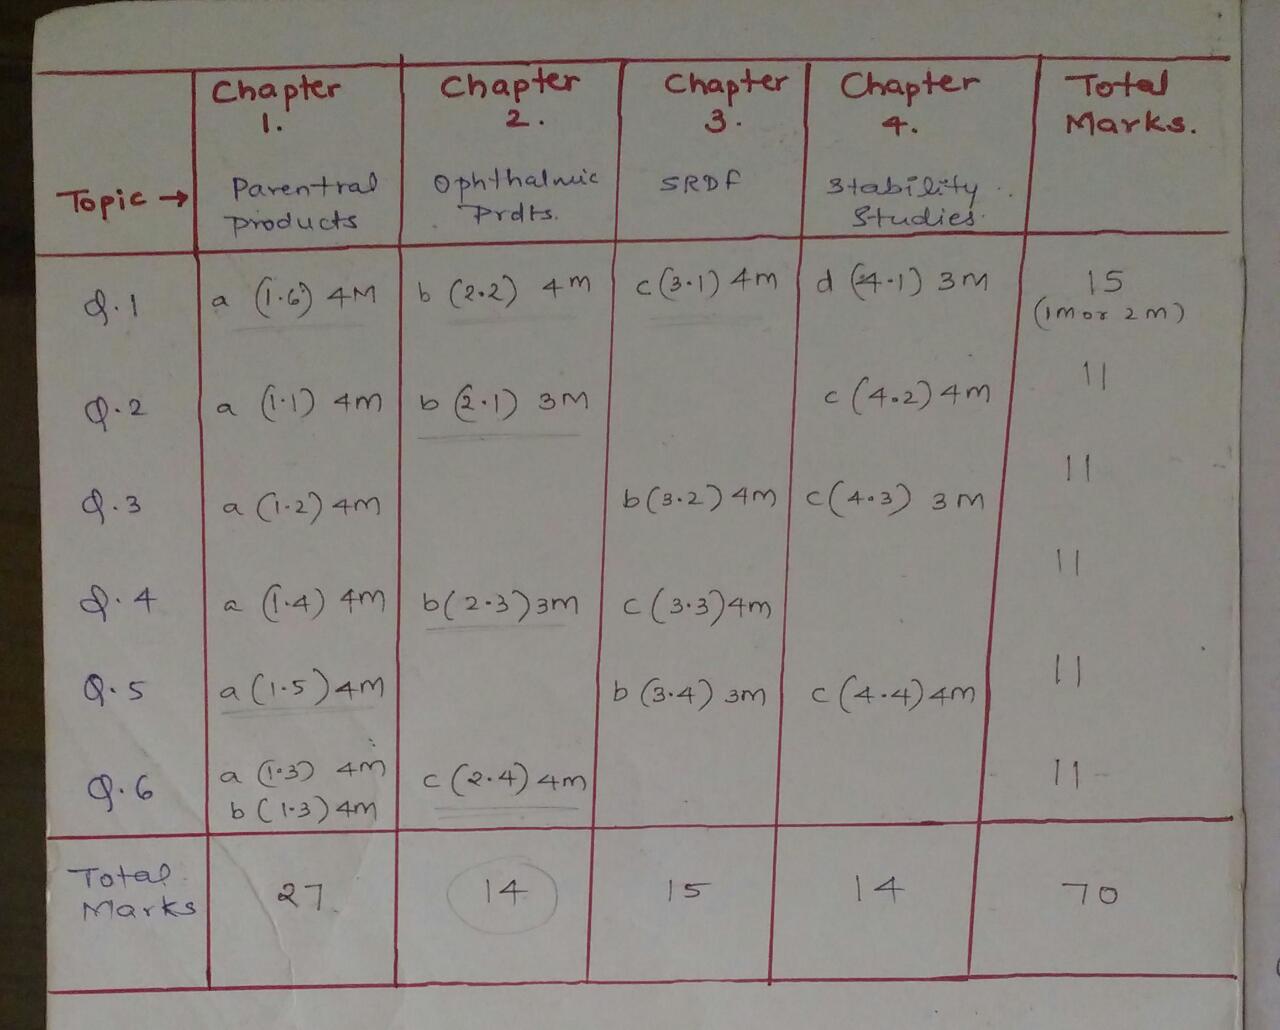 Chapter 1. Chapter 2. Chapter 3. Chapter 4. Total Marks.
Topic → Parentral products Ophthalmic Prdts. SRDF Stability Studies.
Q.1 a (1.6) 4M b (2.2) 4m c (3.1) 4m d (4.1) 3M 15 (1m or 2m)
Q.2 a (1.1) 4m b (2.1) 3M c (4.2) 4m 11
Q.3 a (1.2) 4m b (3.2) 4m c (4.3) 3m 11
Q.4 a (1.4) 4m b (2.3) 3m c (3.3) 4m 11
Q.5 a (1.5) 4m b (3.4) 3m c (4.4) 4m 11
Q.6 a (1.3) 4m c (2.4) 4m 11
b (1.3) 4m
Total Marks 27 14 15 14 70